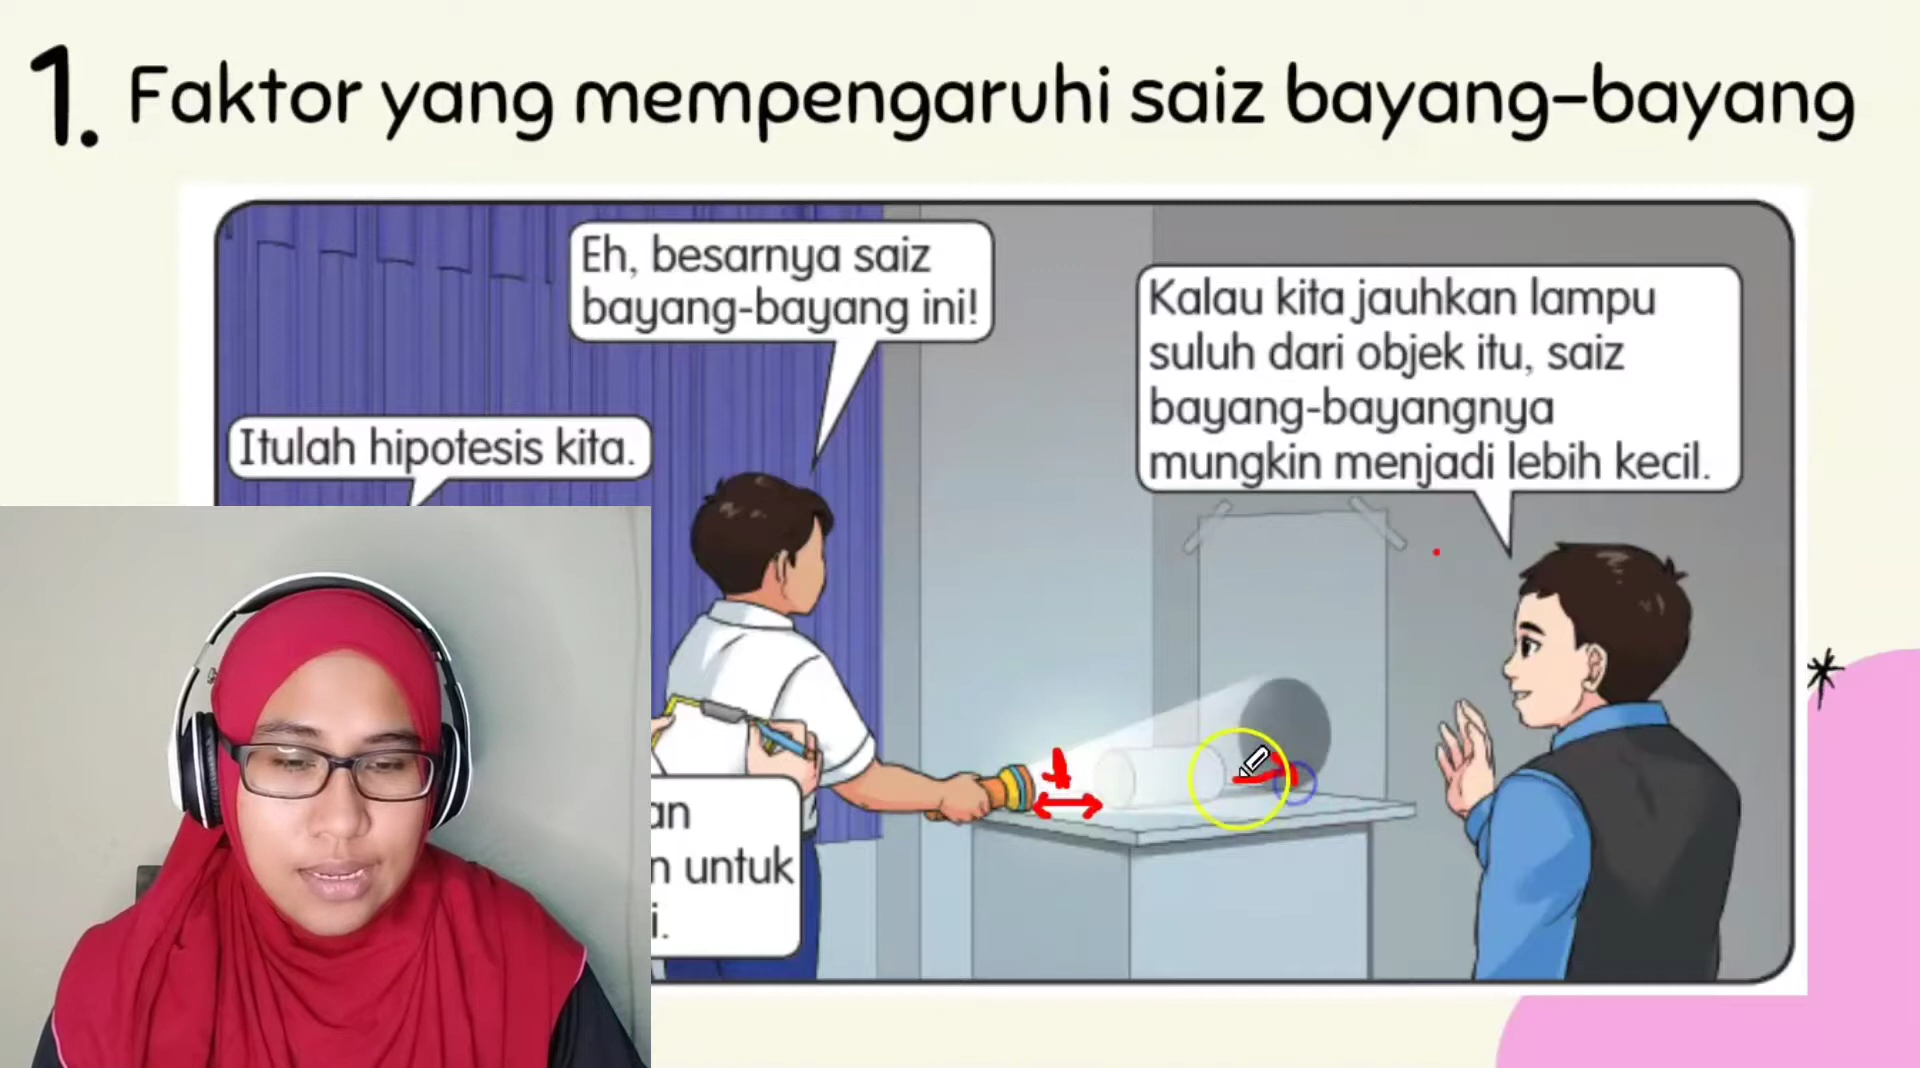 1. Faktor yang mempengaruhi saiz bayang-bayang
Eh, besarnya saiz
bayang-bayang ini!
Kalau kita jauhkan lampu
suluh dari objek itu, saiz
bayang-bayangnya
mungkin menjadi lebih kecil.
Itulah hipotesis kita.
an
n untuk
i.